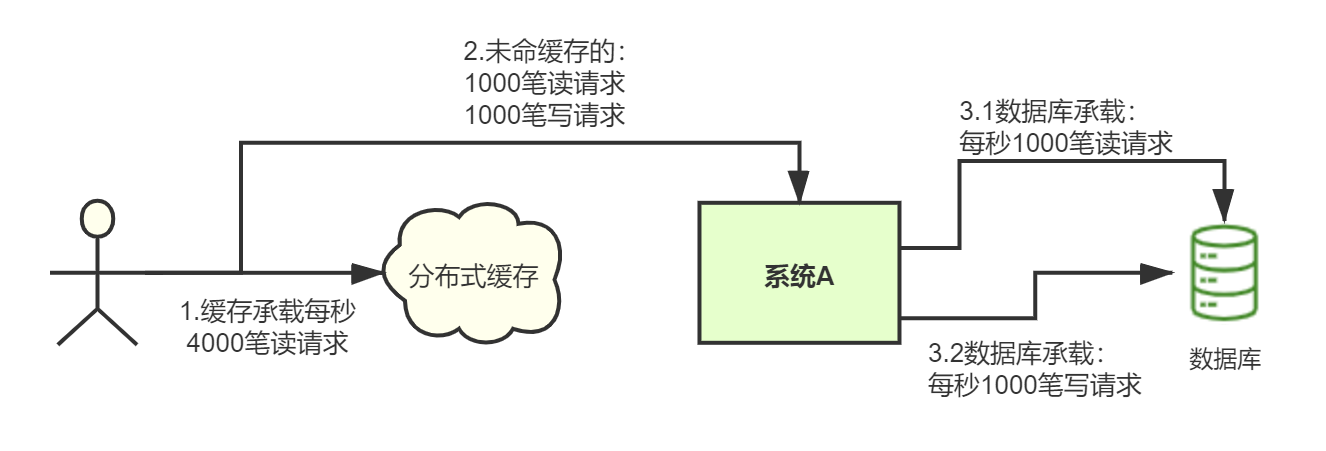 2.未命缓存的：
1000笔读请求
1000笔写请求
3.1数据库承载：
每秒1000笔读请求
分布式缓存
系统A
1.缓存承载每秒
4000笔读请求
3.2数据库承载：
每秒1000笔写请求
数据库